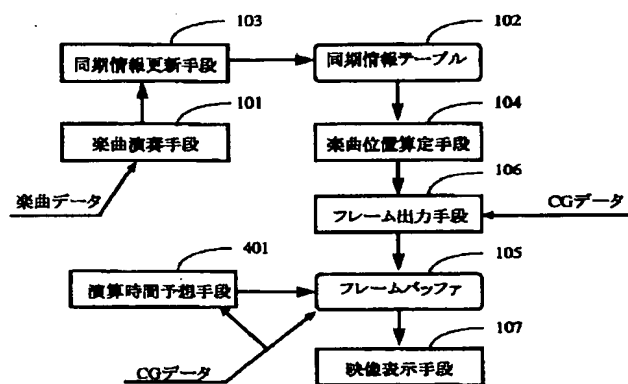 103
102
同期情報更新手段
同期情報テーブル
101
104
楽曲演奏手段
楽曲位置算定手段
106
楽曲データ
フレーム出力手段
CGデータ
401
105
演算時間予想手段
フレームバッファ
107
CGデータ
映像表示手段